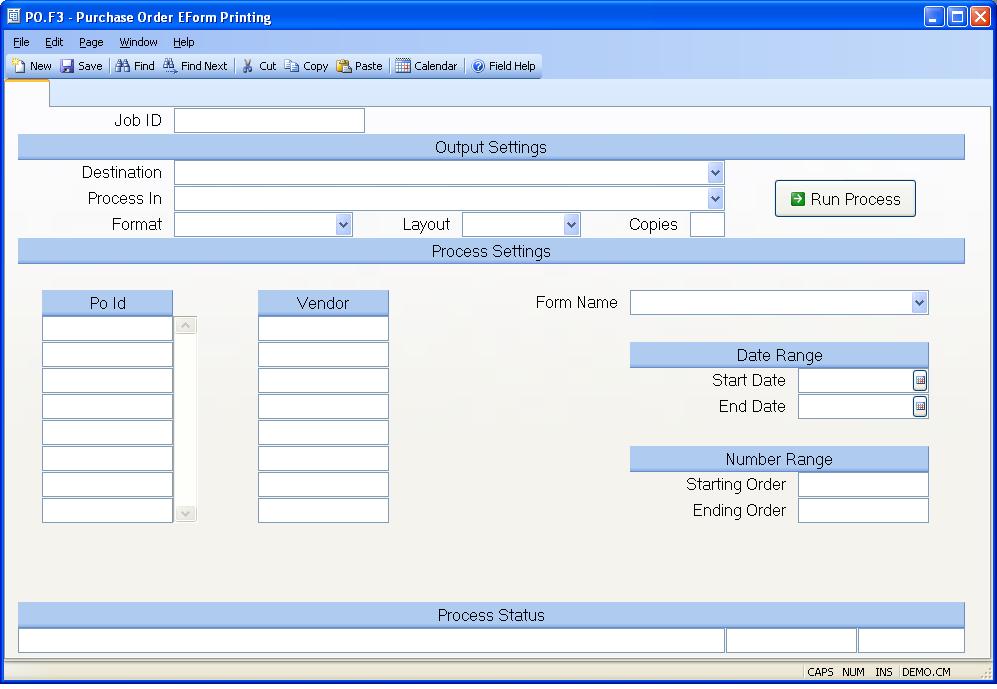 PO.F3 - Purchase Order EForm Printing
File Edit Page Window Help
New Save Find Find Next Cut Copy Paste Calendar Field Help
Job ID
Output Settings
Destination
Process In
Run Process
Format Layout Copies
Process Settings
Po Id Vendor Form Name
Date Range
Start Date
End Date
Number Range
Starting Order
Ending Order
Process Status
CAPS NUM INS DEMO.CM